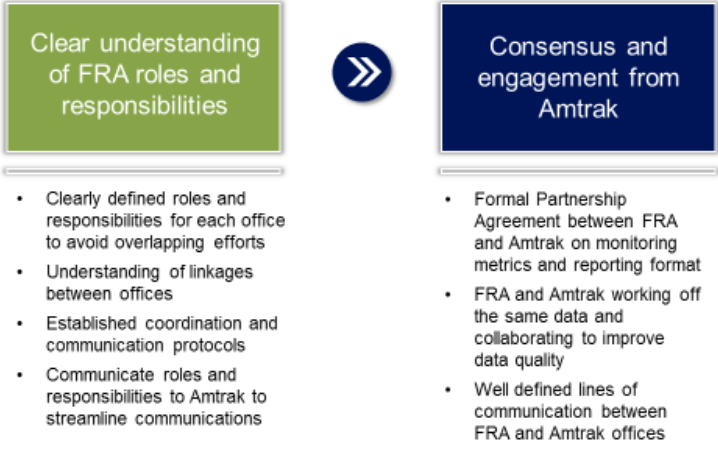 Clear understanding
of FRA roles and
responsibilities
• Clearly defined roles and
responsibilities for each office
to avoid overlapping efforts
• Understanding of linkages
between offices
• Established coordination and
communication protocols
• Communicate roles and
responsibilities to Amtrak to
streamline communications
Consensus and
engagement from
Amtrak
• Formal Partnership
Agreement between FRA
and Amtrak on monitoring
metrics and reporting format
• FRA and Amtrak working off
the same data and
collaborating to improve
data quality
• Well defined lines of
communication between
FRA and Amtrak offices